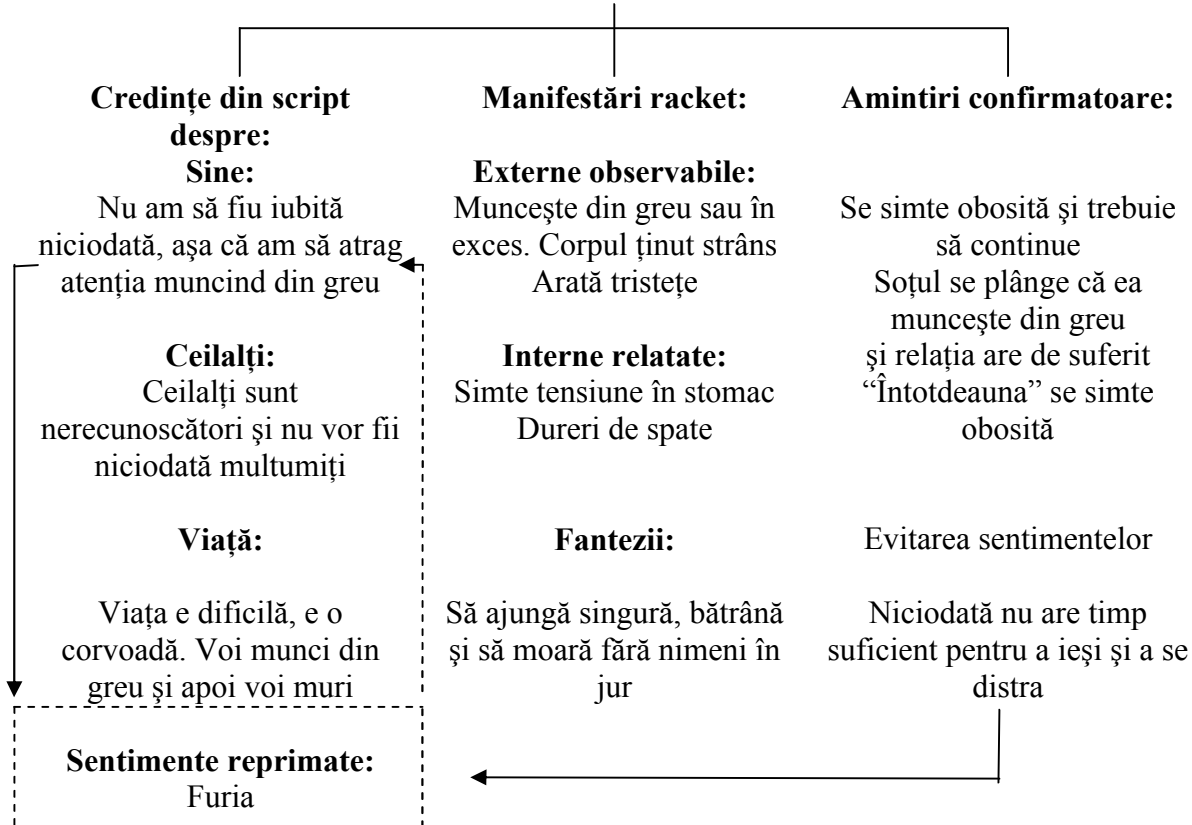 Credințe din script
despre:
Sine:
Nu am să fiu iubită
niciodată, aşa că am să atrag
atenția muncind din greu
Ceilalți:
Ceilalți sunt
nerecunoscători şi nu vor fii
niciodată multumiți
Viață:
Viața e dificilă, e o
corvoadă. Voi munci din
greu şi apoi voi muri
Sentimente reprimate:
Furia
Manifestări racket:
Externe observabile:
Munceşte din greu sau în
exces. Corpul ținut strâns
Arată tristețe
Interne relatate:
Simte tensiune în stomac
Dureri de spate
Fantezii:
Să ajungă singură, bătrână
şi să moară fără nimeni în
jur
Amintiri confirmatoare:
Se simte obosită şi trebuie
să continue
Soțul se plânge că ea
munceşte din greu
şi relația are de suferit
“Întotdeauna” se simte
obosită
Evitarea sentimentelor
Niciodată nu are timp
suficient pentru a ieşi şi a se
distra